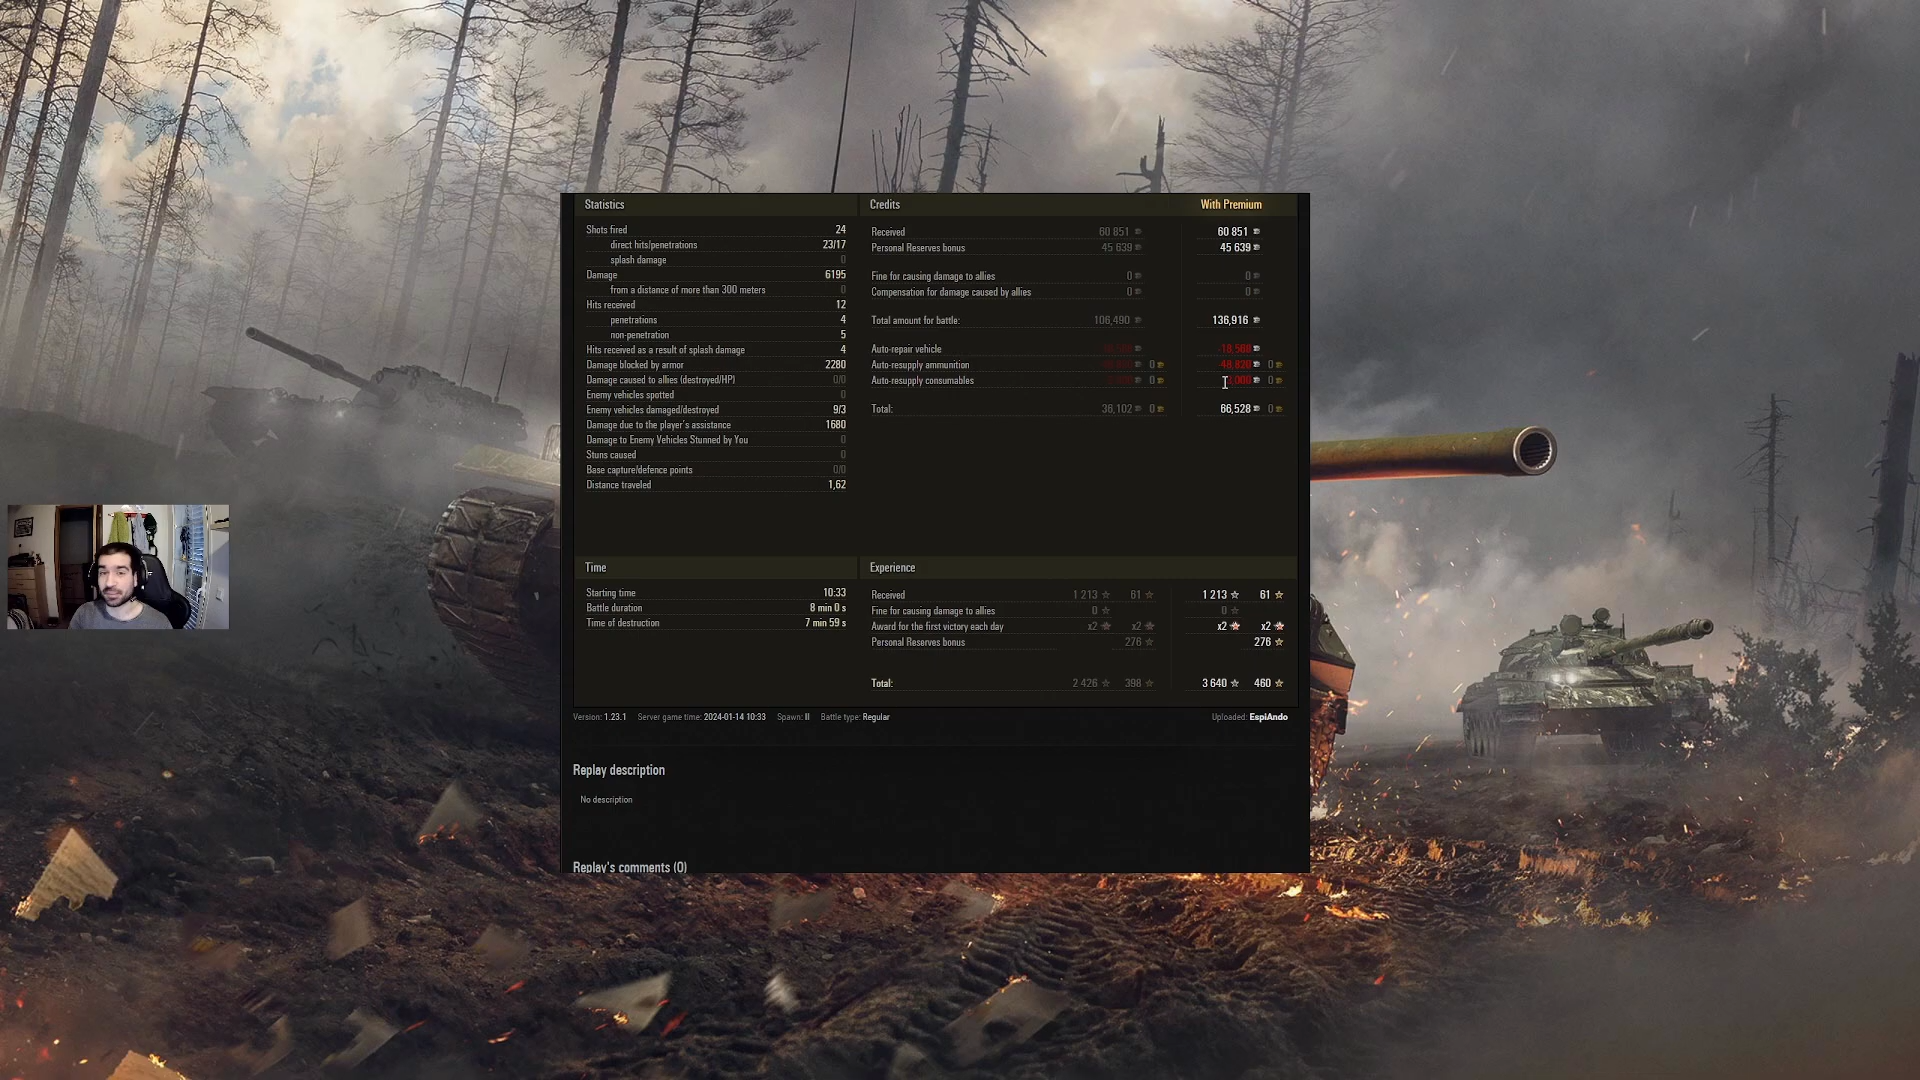 Statistics
Shots fired 24
direct hits/penetrations 23/17
splash damage 0
Damage 6195
from a distance of more than 300 meters 0
Hits received 12
penetrations 4
non-penetration 5
Hits received as a result of splash damage 4
Damage blocked by armor 2280
Damage caused to allies (destroyed/HP) 0/0
Enemy vehicles spotted 0
Enemy vehicles damaged/destroyed 9/3
Damage due to the player's assistance 1680
Damage to Enemy Vehicles Stunned by You 0
Stuns caused 0
Base capture/defence points 0/0
Distance traveled 1,62
Credits With Premium
Received 60 851 60 851
Personal Reserves bonus 45 639 45 639
Fine for causing damage to allies 0 0
Compensation for damage caused by allies 0 0
Total amount for battle: 106,490 136,916
Auto-repair vehicle -18,568
Auto-resupply ammunition 0 -48,820 0
Auto-resupply consumables 0 0
Total: 36,102 0 66,528 0
Time
Starting time 10:33
Battle duration 8 min 0 s
Time of destruction 7 min 59 s
Experience
Received 1 213 61 1 213 61
Fine for causing damage to allies 0 0
Award for the first victory each day x2 x2 x2 x2
Personal Reserves bonus 276 276
Total: 2 426 398 3 640 460
Version: 1.23.1 Server game time: 2024-01-14 10:33 Spawn: II Battle type: Regular Uploaded: EspiAndo
Replay description
No description
Replay's comments (0)